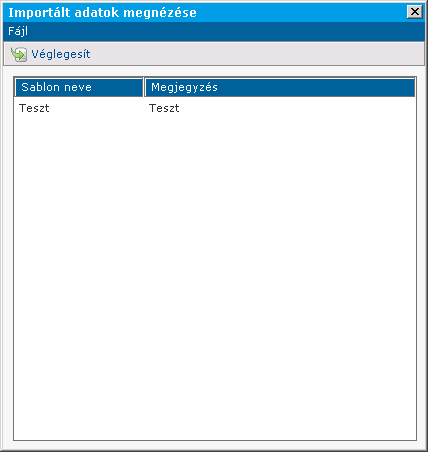 Importált adatok megnézése
Fájl
Véglegesít
Sablon neve Megjegyzés
Teszt Teszt